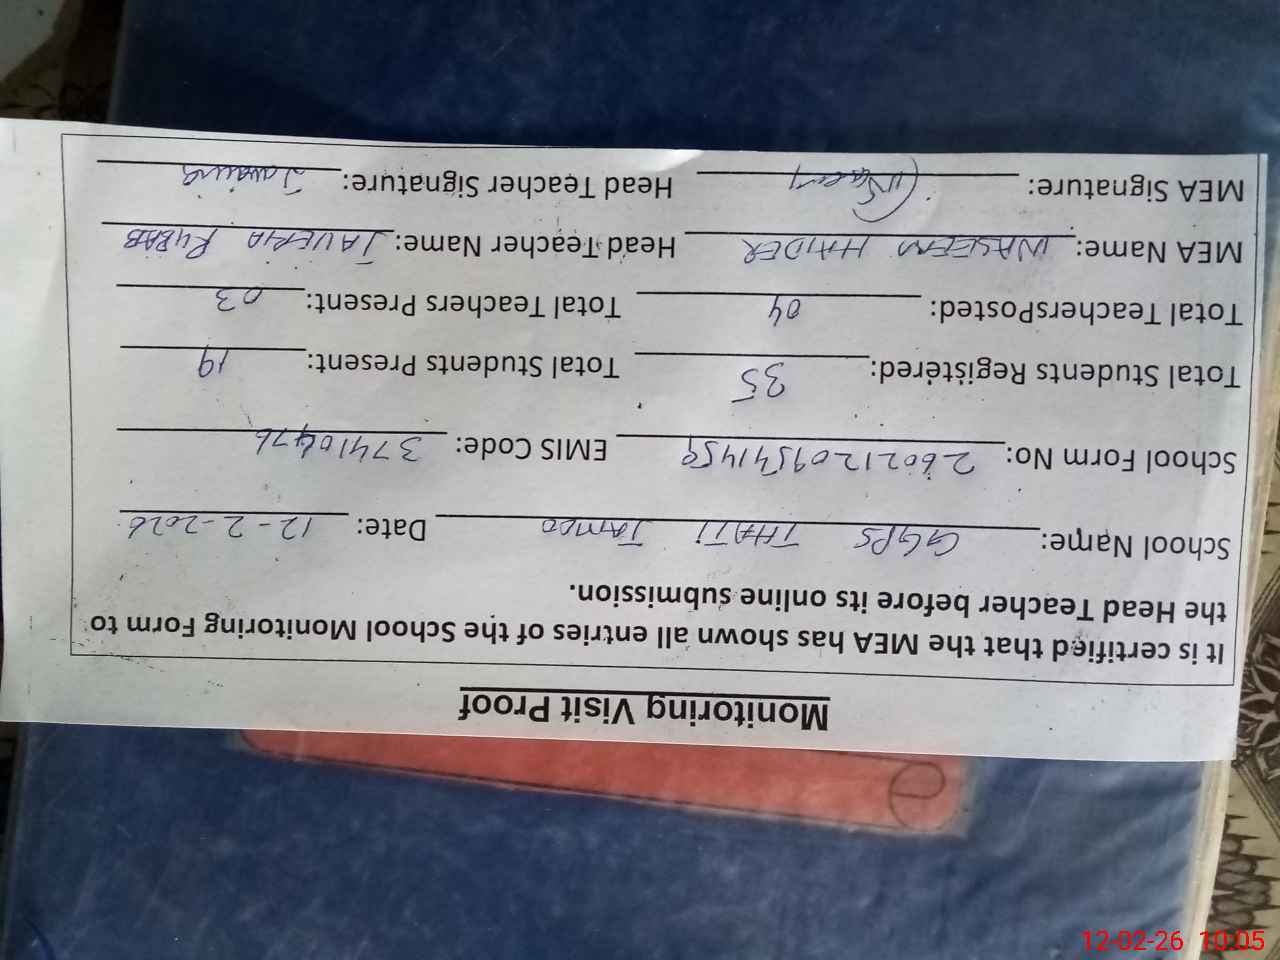 Monitoring Visit Proof
It is certified that the MEA has shown all entries of the School Monitoring Form to
the Head Teacher before its online submission.
School Name: GGPS THATI JAMOO Date: 12-2-2026
School Form No: 26021209541459 EMIS Code: 37410476
Total Students Registered: 35 Total Students Present: 19
Total TeachersPosted: 04 Total Teachers Present: 03
MEA Name: WASEEM HAIDER Head Teacher Name: JAVERIA RUBAB
MEA Signature: Head Teacher Signature: Javairia
12-02-26 10:05